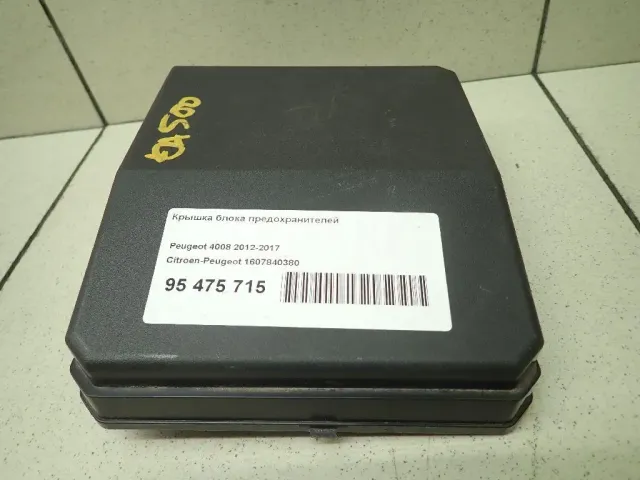 Крышка блока предохранителей
Peugeot 4008 2012-2017
Citroen-Peugeot 1607840380
95 475 715